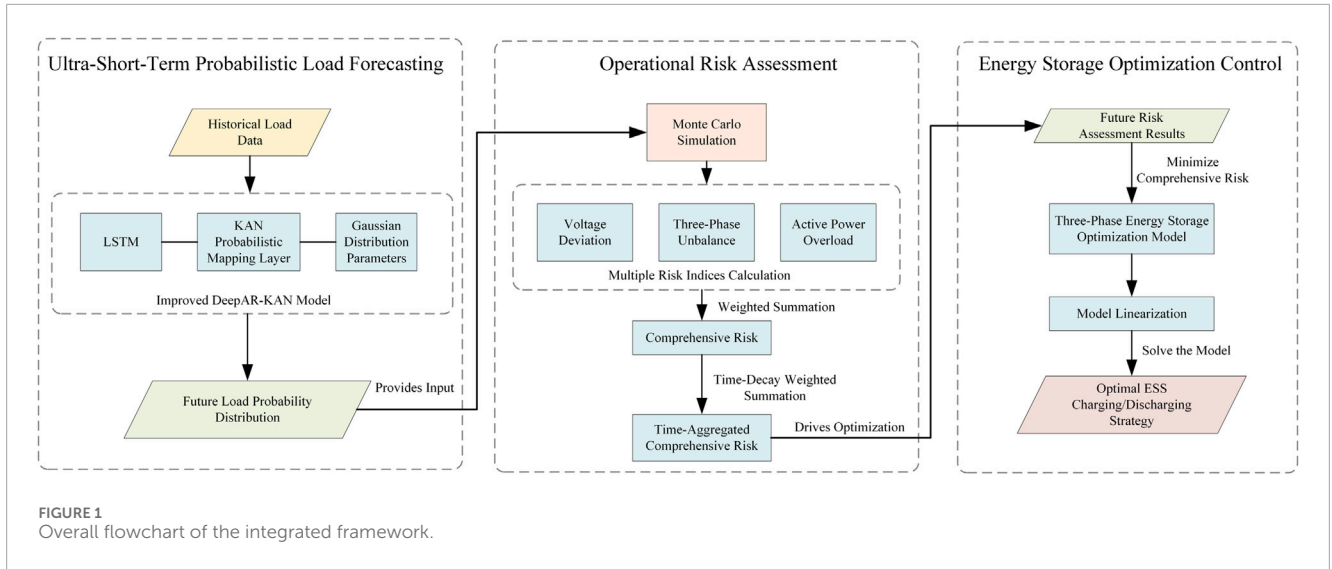 Ultra-Short-Term Probabilistic Load Forecasting
Historical Load
Data
LSTM
KAN
Probabilistic
Mapping Layer
Gaussian
Distribution
Parameters
Improved DeepAR-KAN Model
Future Load Probability
Distribution
Provides Input
Operational Risk Assessment
Monte Carlo
Simulation
Voltage
Deviation
Three-Phase
Unbalance
Active Power
Overload
Multiple Risk Indices Calculation
Weighted Summation
Comprehensive Risk
Time-Decay Weighted
Summation
Time-Aggregated
Comprehensive Risk
Drives Optimization
Energy Storage Optimization Control
Future Risk
Assessment Results
Minimize
Comprehensive Risk
Three-Phase Energy Storage
Optimization Model
Model Linearization
Solve the Model
Optimal ESS
Charging/Discharging
Strategy
FIGURE 1
Overall flowchart of the integrated framework.